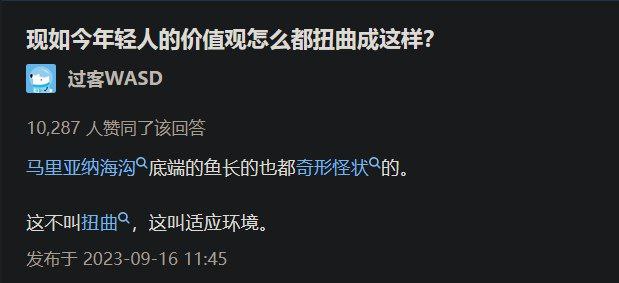 现如今年轻人的价值观怎么都扭曲成这样?
过客WASD
10,287 人赞同了该回答
马里亚纳海沟底端的鱼长的也都奇形怪状的。
这不叫扭曲，这叫适应环境。
发布于 2023-09-16 11:45